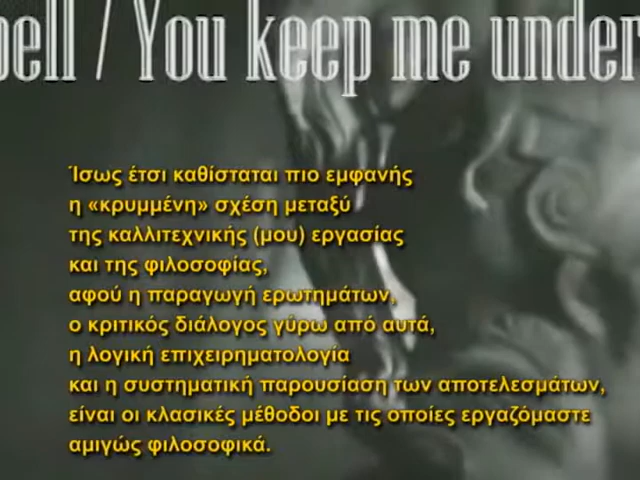 pell / You keep me under
Ίσως έτσι καθίσταται πιο εμφανής
η «κρυμμένη» σχέση μεταξύ
της καλλιτεχνικής (μου) εργασίας
και της φιλοσοφίας,
αφού η παραγωγή ερωτημάτων,
ο κριτικός διάλογος γύρω από αυτά,
η λογική επιχειρηματολογία
και η συστηματική παρουσίαση των αποτελεσμάτων,
είναι οι κλασικές μέθοδοι με τις οποίες εργαζόμαστε
αμιγώς φιλοσοφικά.